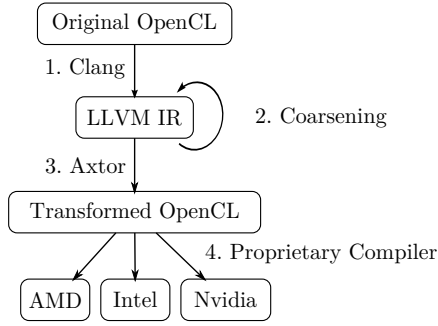 Original OpenCL
1. Clang
LLVM IR
2. Coarsening
3. Axtor
Transformed OpenCL
4. Proprietary Compiler
AMD
Intel
Nvidia